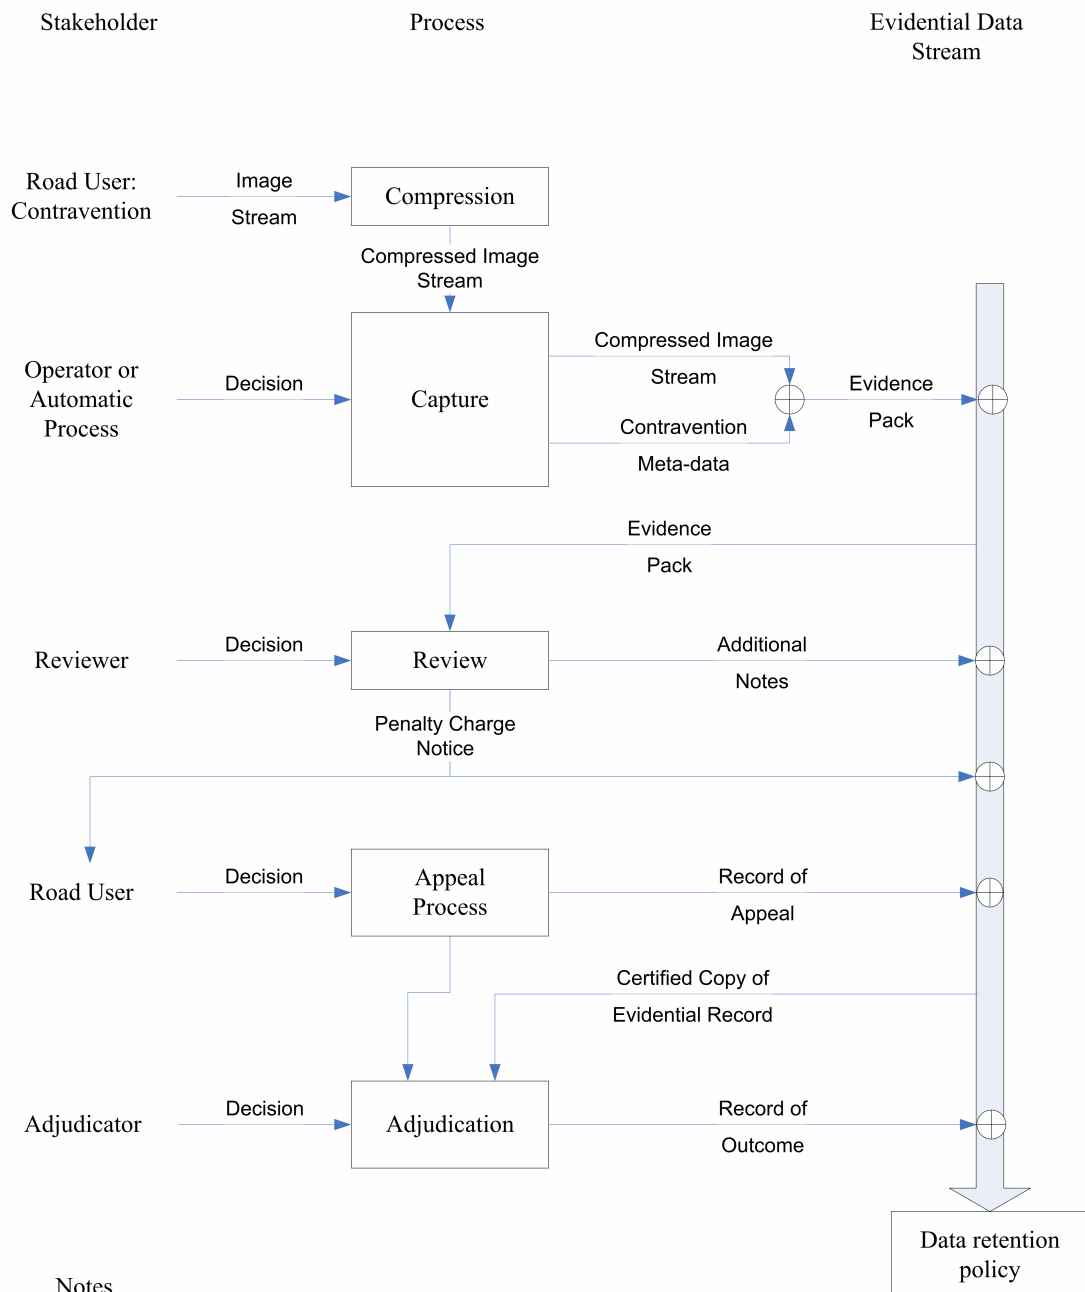 Stakeholder
Process
Evidential Data
Stream
Road User:
Contravention
Image
Stream
Compression
Compressed Image
Stream
Operator or
Automatic
Process
Decision
Capture
Compressed Image
Stream
Contravention
Meta-data
Evidence
Pack
Evidence
Pack
Reviewer
Decision
Review
Additional
Notes
Penalty Charge
Notice
Road User
Decision
Appeal
Process
Record of
Appeal
Certified Copy of
Evidential Record
Adjudicator
Decision
Adjudication
Record of
Outcome
Data retention
policy
Notes